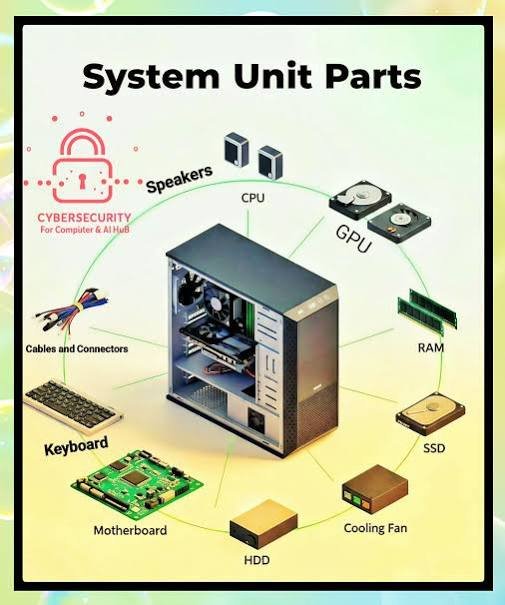 System Unit Parts
CYBERSECURITY
For Computer & AI HuB
Speakers
CPU
GPU
Cables and Connectors
RAM
Keyboard
SSD
Motherboard
Cooling Fan
HDD